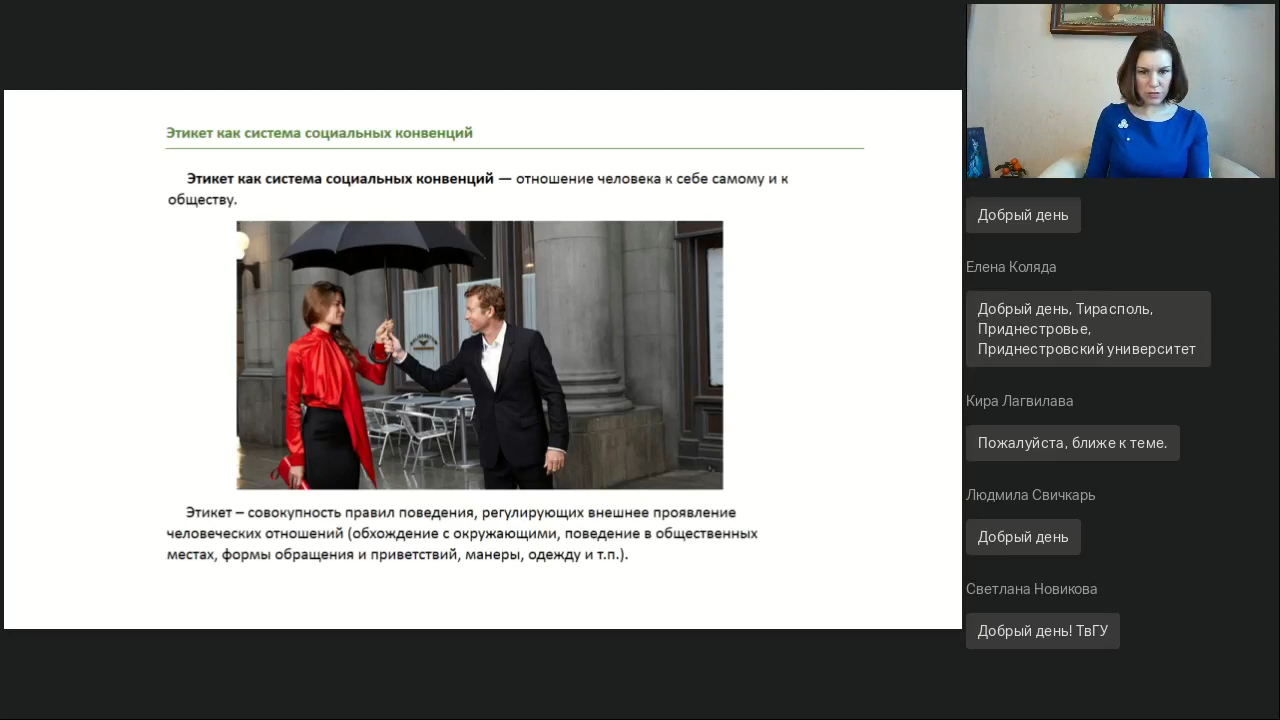 Этикет как система социальных конвенций
Этикет как система социальных конвенций — отношение человека к себе самому и к
обществу.
Этикет – совокупность правил поведения, регулирующих внешнее проявление
человеческих отношений (обхождение с окружающими, поведение в общественных
местах, формы обращения и приветствий, манеры, одежду и т.п.).
Добрый день
Елена Коляда
Добрый день, Тирасполь,
Приднестровье,
Приднестровский университет
Кира Лагвилава
Пожалуйста, ближе к теме.
Людмила Свичкарь
Добрый день
Светлана Новикова
Добрый день! ТвГУ